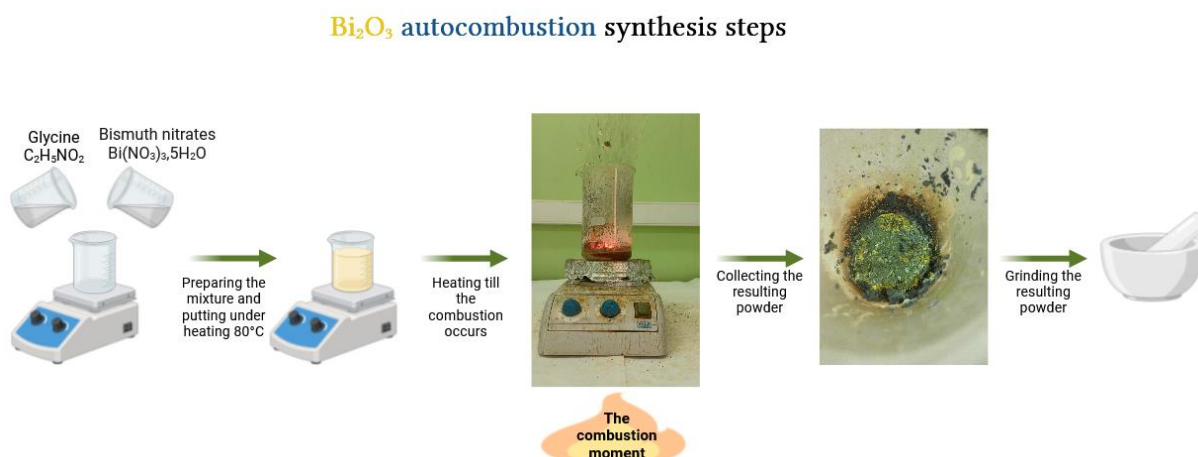 Bi₂O₃ autocombustion synthesis steps
Glycine
C₂H₅NO₂
Bismuth nitrates
Bi(NO₃)₃,5H₂O
Preparing the
mixture and
putting under
heating 80°C
Heating till
the
combustion
occurs
The
combustion
moment
Collecting the
resulting
powder
Grinding the
resulting
powder